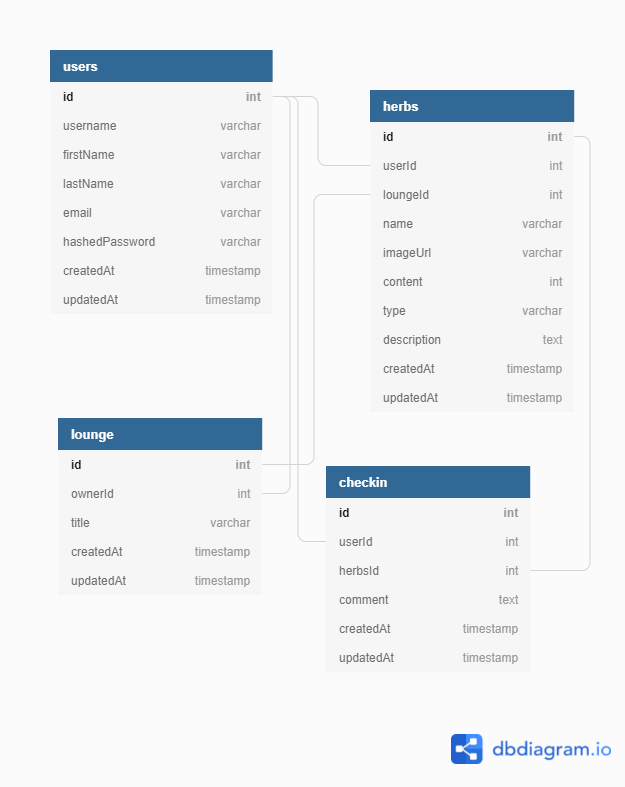 users
id int
username varchar
firstName varchar
lastName varchar
email varchar
hashedPassword varchar
createdAt timestamp
updatedAt timestamp
herbs
id int
userId int
loungeId int
name varchar
imageUrl varchar
content int
type varchar
description text
createdAt timestamp
updatedAt timestamp
lounge
id int
ownerId int
title varchar
createdAt timestamp
updatedAt timestamp
checkin
id int
userId int
herbsId int
comment text
createdAt timestamp
updatedAt timestamp
dbdiagram.io